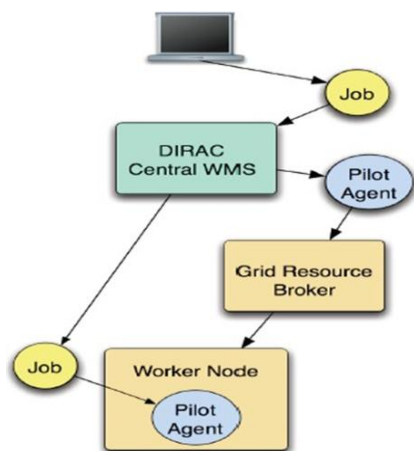 Job
DIRAC
Central WMS
Pilot
Agent
Grid Resource
Broker
Job
Worker Node
Pilot
Agent